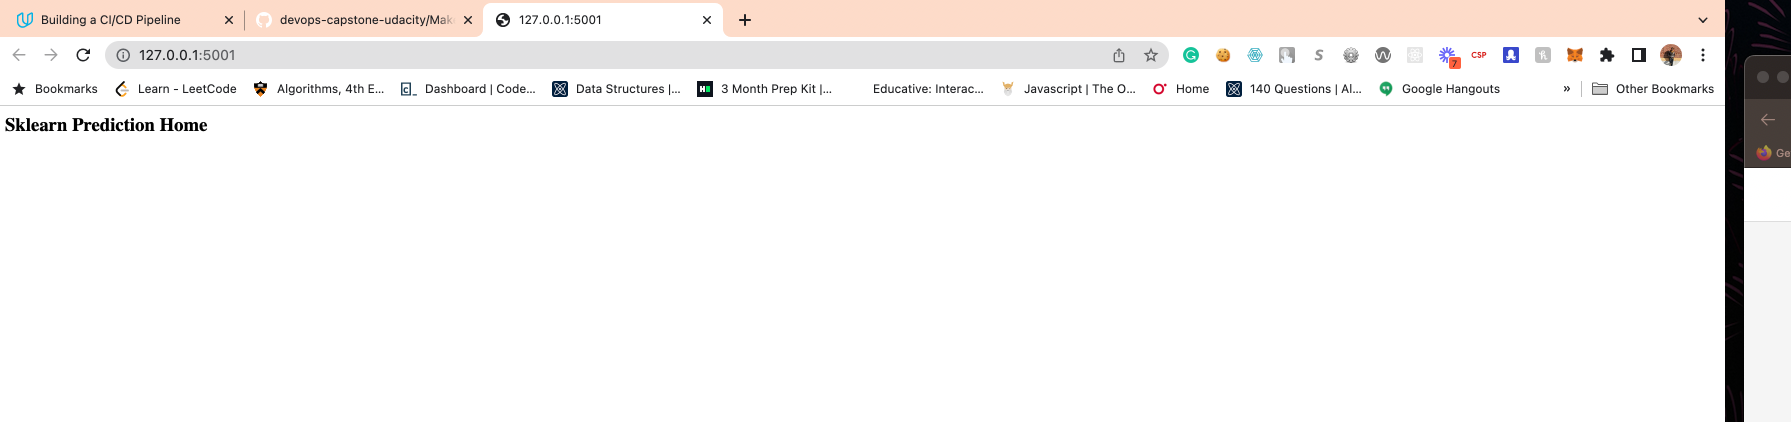 Building a CI/CD Pipeline
devops-capstone-udacity/Mak
127.0.0.1:5001
127.0.0.1:5001
CSP
7
Bookmarks
Learn - LeetCode
Algorithms, 4th E...
Dashboard | Code...
Data Structures |...
3 Month Prep Kit |...
Educative: Interac...
Javascript | The O...
Home
140 Questions | Al...
Google Hangouts
»
Other Bookmarks
Ge
Sklearn Prediction Home